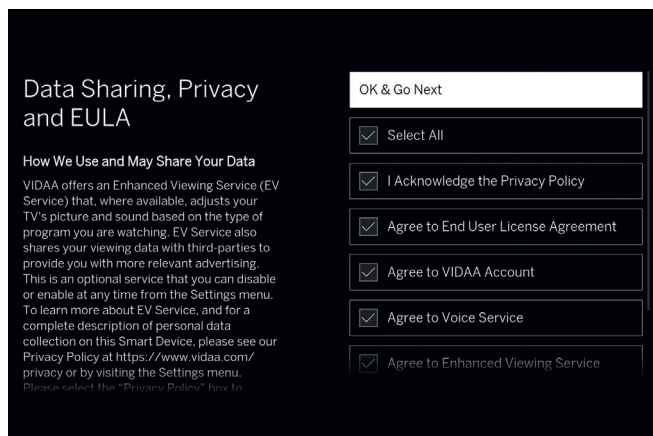 Data Sharing, Privacy
and EULA
How We Use and May Share Your Data
VIDAA offers an Enhanced Viewing Service (EV
Service) that, where available, adjusts your
TV's picture and sound based on the type of
program you are watching. EV Service also
shares your viewing data with third-parties to
provide you with more relevant advertising.
This is an optional service that you can disable
or enable at any time from the Settings menu.
To learn more about EV Service, and for a
complete description of personal data
collection on this Smart Device, please see our
Privacy Policy at https://www.vidaa.com/
privacy or by visiting the Settings menu.
Please select the "Privacy Policy" box to
OK & Go Next
Select All
I Acknowledge the Privacy Policy
Agree to End User License Agreement
Agree to VIDAA Account
Agree to Voice Service
Agree to Enhanced Viewing Service